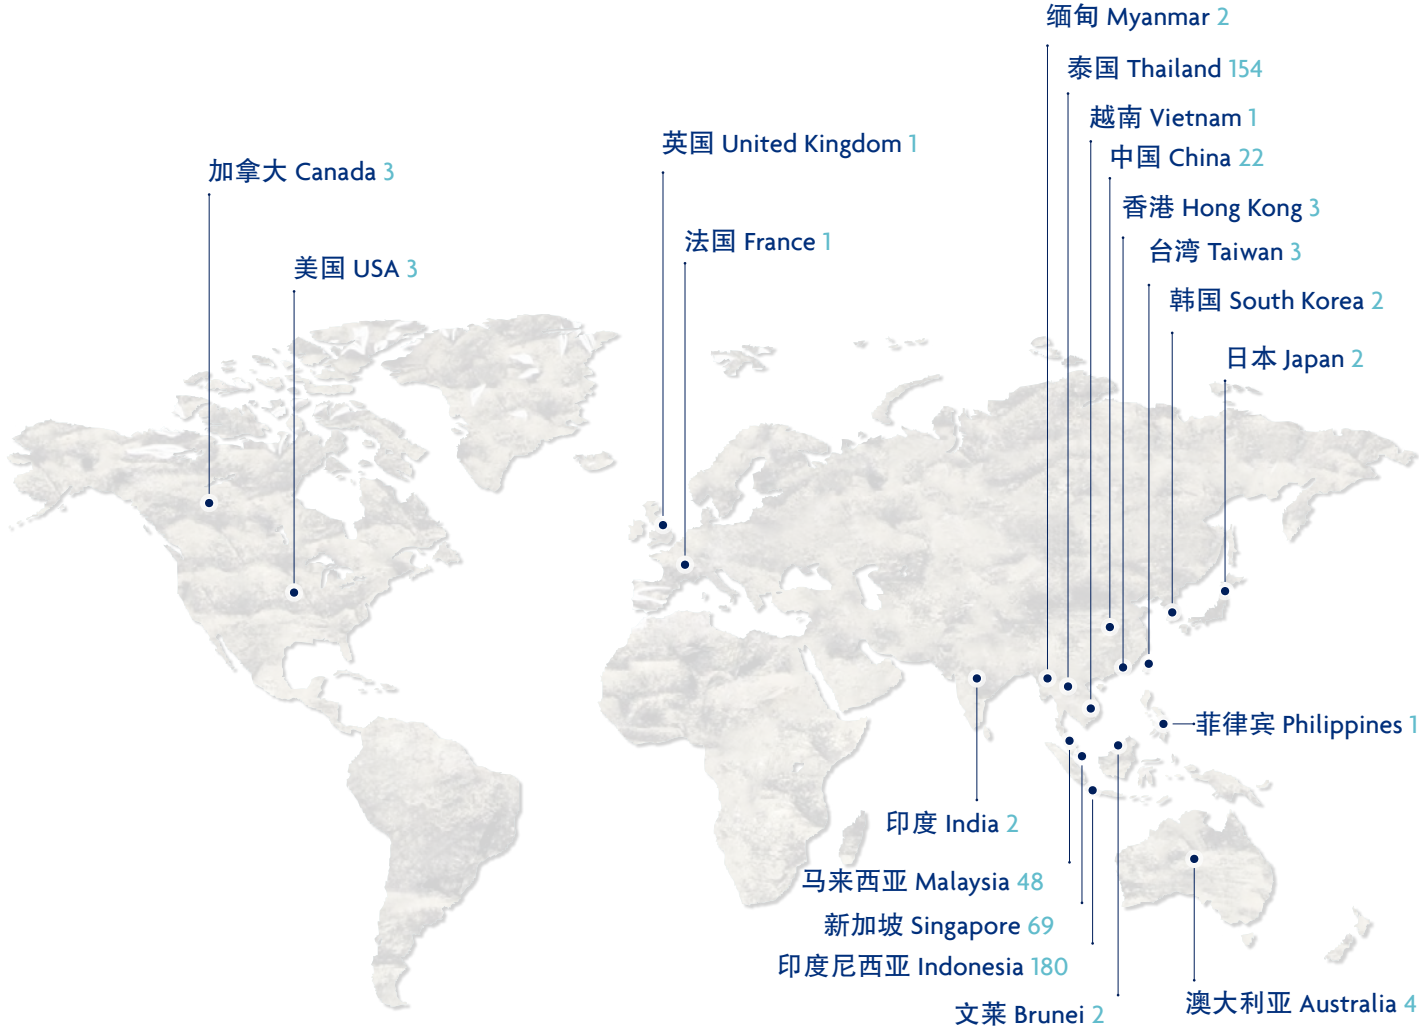 缅甸 Myanmar 2
泰国 Thailand 154
越南 Vietnam 1
英国 United Kingdom 1
中国 China 22
加拿大 Canada 3
香港 Hong Kong 3
法国 France 1
台湾 Taiwan 3
美国 USA 3
韩国 South Korea 2
日本 Japan 2
菲律宾 Philippines 1
印度 India 2
马来西亚 Malaysia 48
新加坡 Singapore 69
印度尼西亚 Indonesia 180
澳大利亚 Australia 4
文莱 Brunei 2